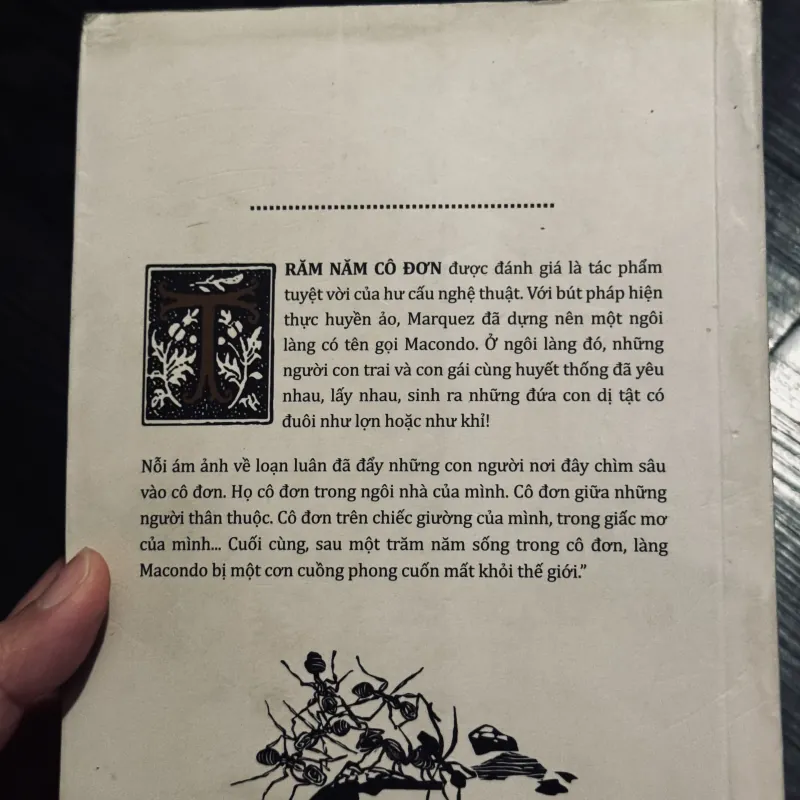 TRĂM NĂM CÔ ĐƠN được đánh giá là tác phẩm
tuyệt vời của hư cấu nghệ thuật. Với bút pháp hiện
thực huyền ảo, Marquez đã dựng nên một ngôi
làng có tên gọi Macondo. Ở ngôi làng đó, những
người con trai và con gái cùng huyết thống đã yêu
nhau, lấy nhau, sinh ra những đứa con dị tật có
đuôi như lợn hoặc như khỉ!
Nỗi ám ảnh về loạn luân đã đẩy những con người nơi đây chìm sâu
vào cô đơn. Họ cô đơn trong ngôi nhà của mình. Cô đơn giữa những
người thân thuộc. Cô đơn trên chiếc giường của mình, trong giấc mơ
của mình... Cuối cùng, sau một trăm năm sống trong cô đơn, làng
Macondo bị một cơn cuồng phong cuốn mất khỏi thế giới.”